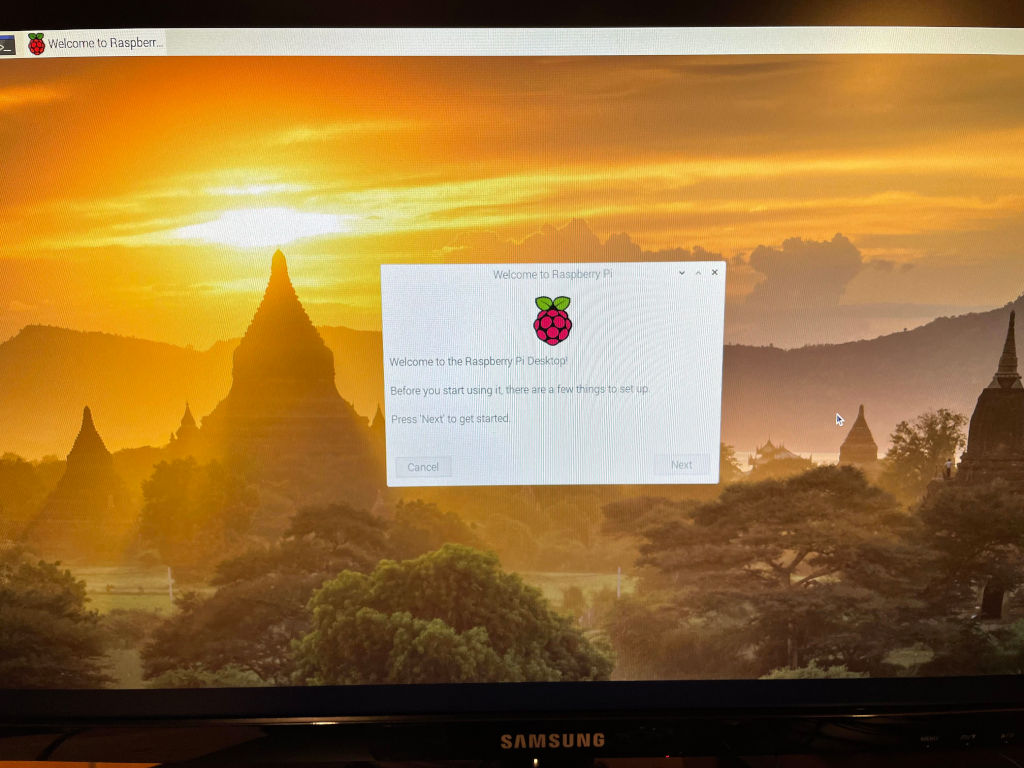 >_
Welcome to Raspberr...
Welcome to Raspberry Pi
Welcome to the Raspberry Pi Desktop!
Before you start using it, there are a few things to set up.
Press 'Next' to get started.
Cancel
Next
SAMSUNG
MENU